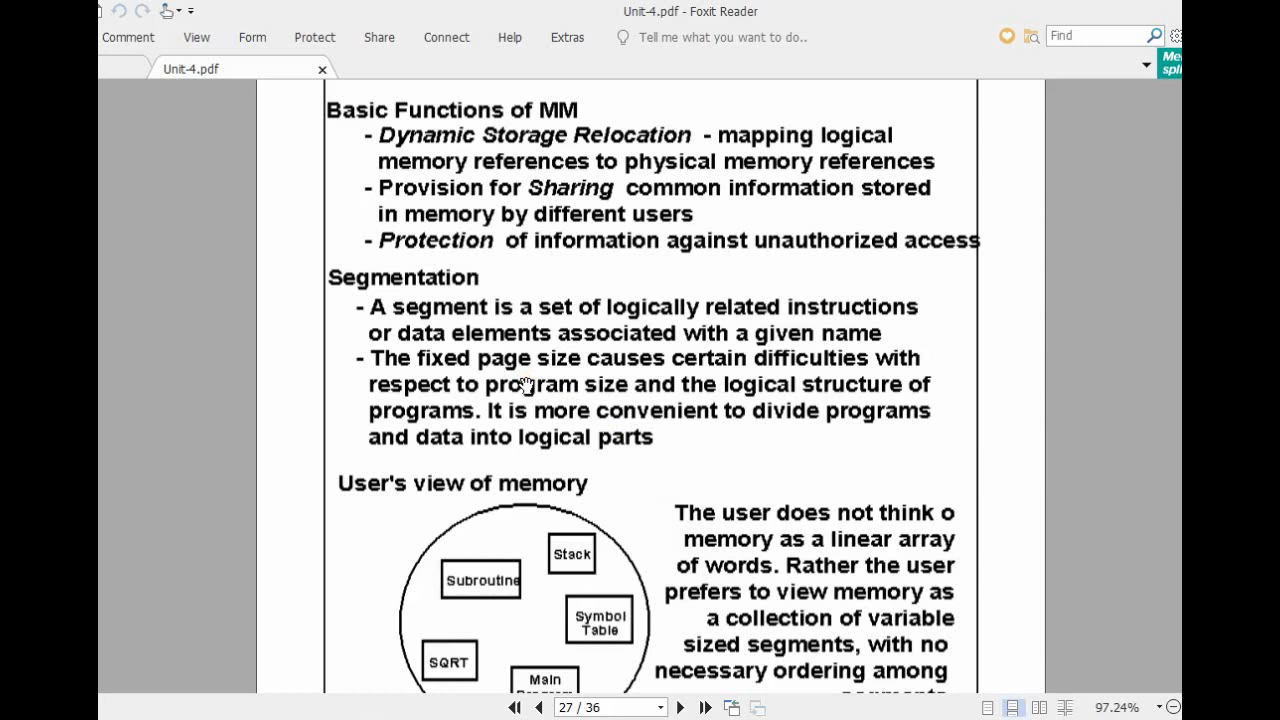 Unit-4.pdf - Foxit Reader
Comment View Form Protect Share Connect Help Extras Tell me what you want to do.. Find
Unit-4.pdf x
Basic Functions of MM
- Dynamic Storage Relocation - mapping logical
memory references to physical memory references
- Provision for Sharing common information stored
in memory by different users
- Protection of information against unauthorized access
Segmentation
- A segment is a set of logically related instructions
or data elements associated with a given name
- The fixed page size causes certain difficulties with
respect to program size and the logical structure of
programs. It is more convenient to divide programs
and data into logical parts
User's view of memory
Stack
Subroutine
Symbol
Table
SQRT
Main
The user does not think o
memory as a linear array
of words. Rather the user
prefers to view memory as
a collection of variable
sized segments, with no
necessary ordering among
27 / 36
97.24%